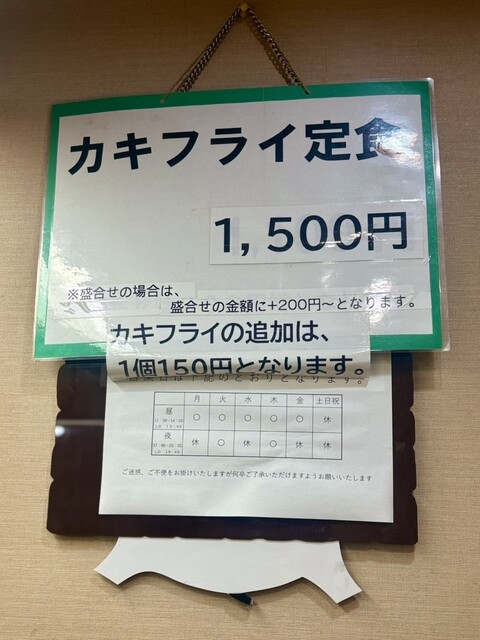 カキフライ定食
1,500円
※盛合せの場合は、
盛合せの金額に+200円~となります。
カキフライの追加は、
1個150円となります。
月 火 水 木 金 土日祝
昼 ○ ○ ○ ○ ○ 休
夜 休 ○ 休 ○ 休 休
ご迷惑、ご不便をお掛けいたしますが何卒ご了承いただけますようお願いいたします